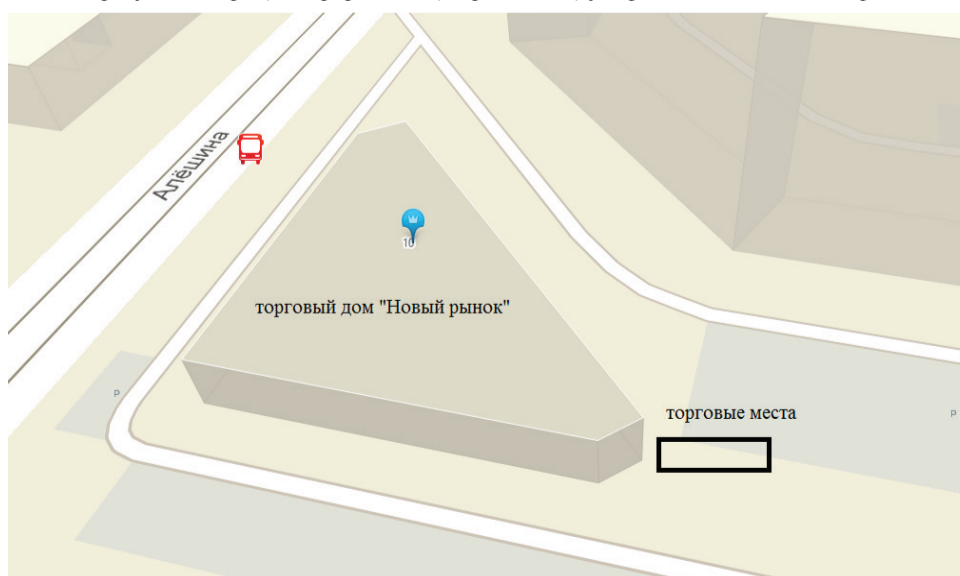 Алёшина
10
торговый дом "Новый рынок"
Р
торговые места
Р